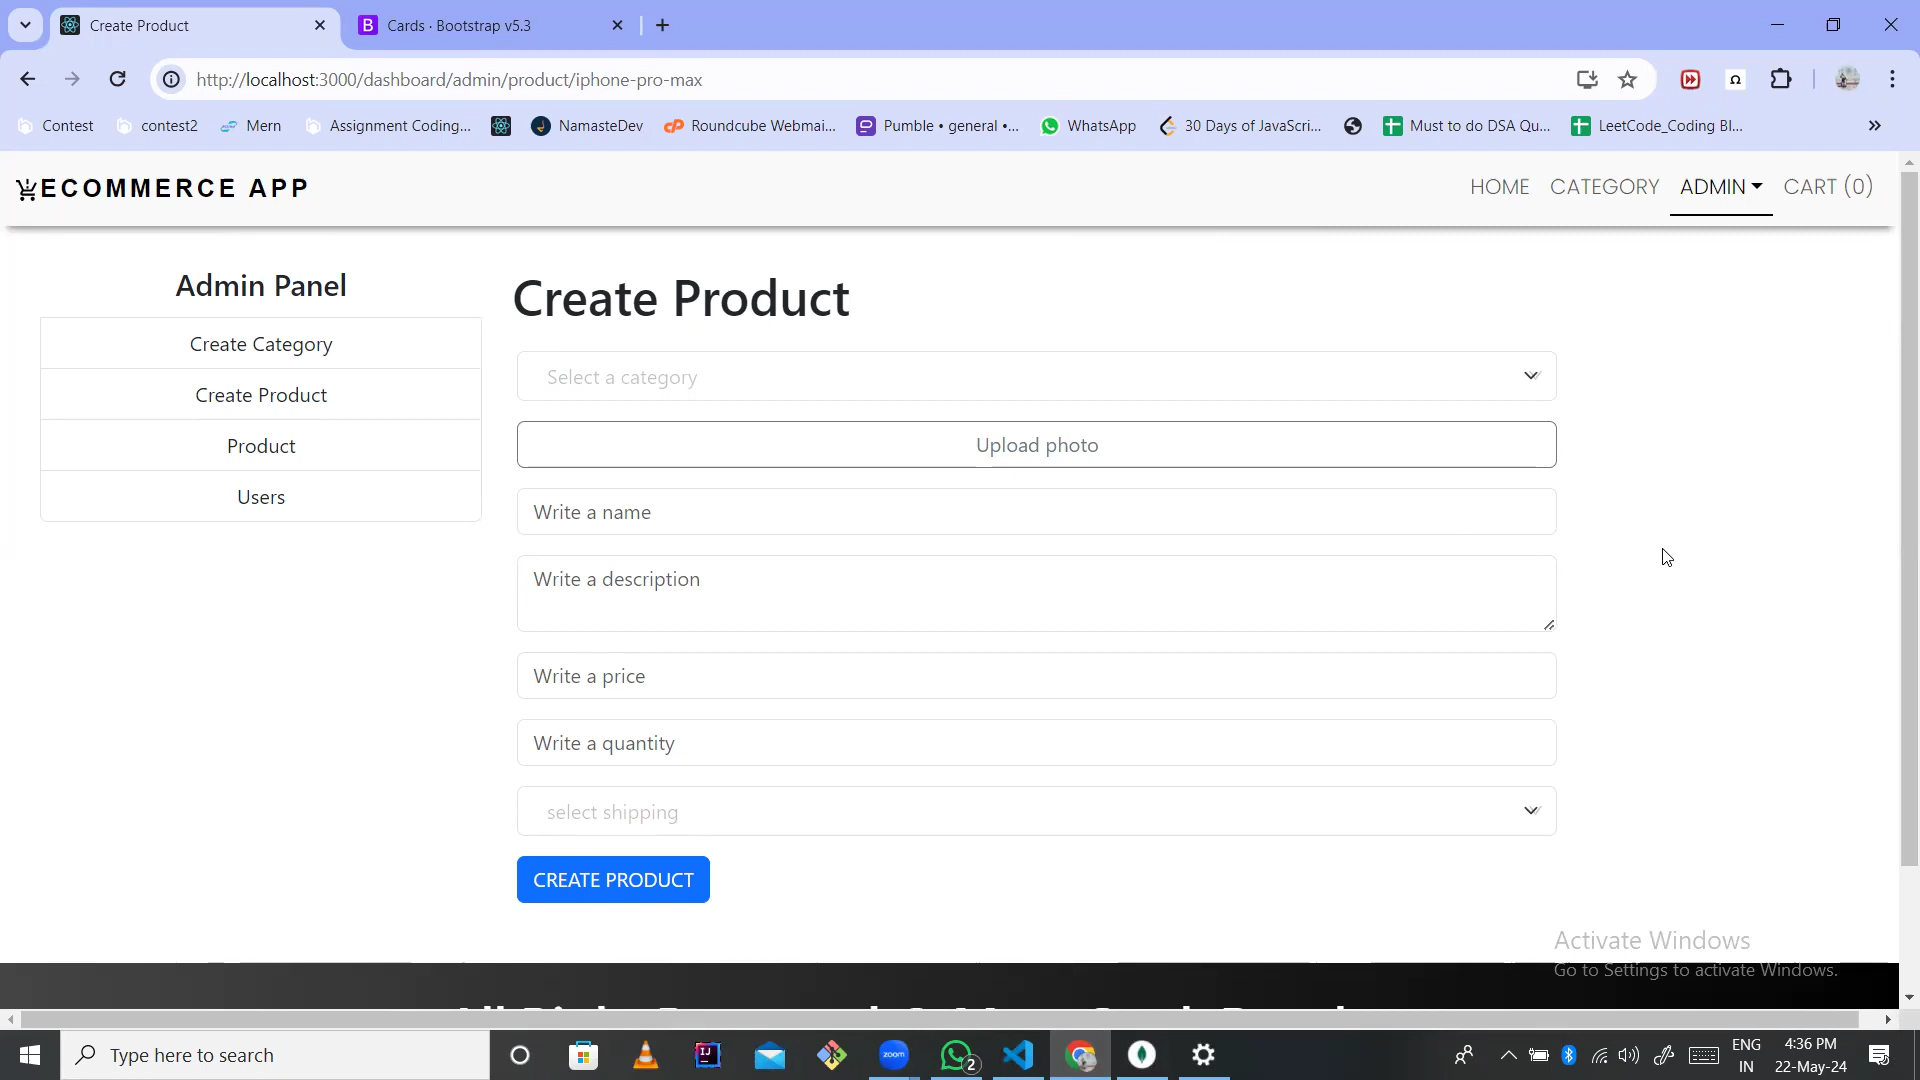 Create Product
Cards · Bootstrap v5.3
http://localhost:3000/dashboard/admin/product/iphone-pro-max
Contest
contest2
Mern
Assignment Coding...
NamasteDev
Roundcube Webmai...
Pumble • general •...
WhatsApp
30 Days of JavaScri...
Must to do DSA Qu...
LeetCode_Coding Bl...
ECOMMERCE APP
HOME
CATEGORY
ADMIN
CART (0)
Admin Panel
Create Category
Create Product
Product
Users
Create Product
Select a category
Upload photo
Write a name
Write a description
Write a price
Write a quantity
select shipping
CREATE PRODUCT
Activate Windows
Go to Settings to activate Windows.
Type here to search
zoom
2
ENG
IN
4:36 PM
22-May-24